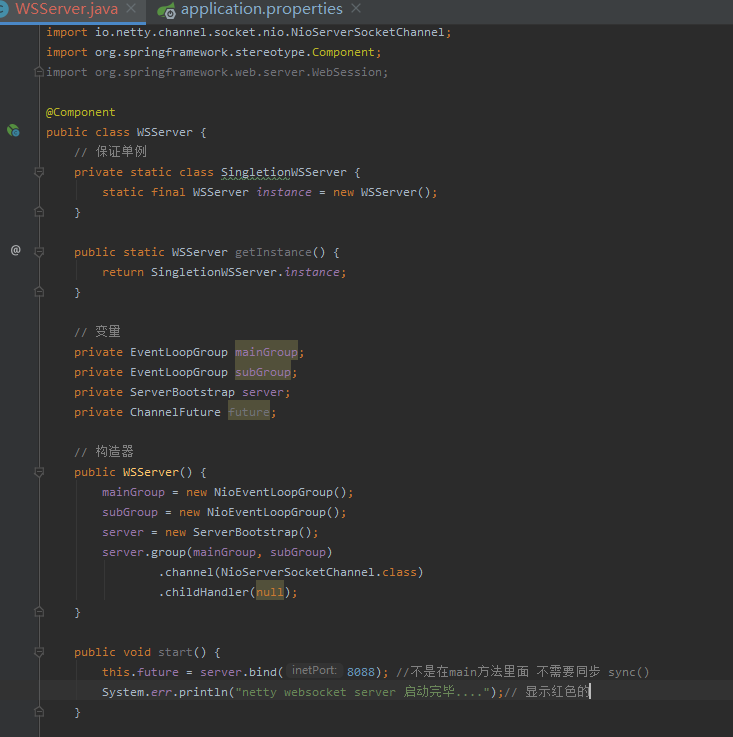 WSServer.java application.properties
import io.netty.channel.socket.nio.NioServerSocketChannel;
import org.springframework.stereotype.Component;
import org.springframework.web.server.WebSession;
@Component
public class WSServer {
// 保证单例
private static class SingletionWSServer {
static final WSServer instance = new WSServer();
}
public static WSServer getInstance() {
return SingletionWSServer.instance;
}
// 变量
private EventLoopGroup mainGroup;
private EventLoopGroup subGroup;
private ServerBootstrap server;
private ChannelFuture future;
// 构造器
public WSServer() {
mainGroup = new NioEventLoopGroup();
subGroup = new NioEventLoopGroup();
server = new ServerBootstrap();
server.group(mainGroup, subGroup)
.channel(NioServerSocketChannel.class)
.childHandler(null);
}
public void start() {
this.future = server.bind( inetPort: 8088); //不是在main方法里面 不需要同步 sync()
System.err.println("netty websocket server 启动完毕....");// 显示红色的
}